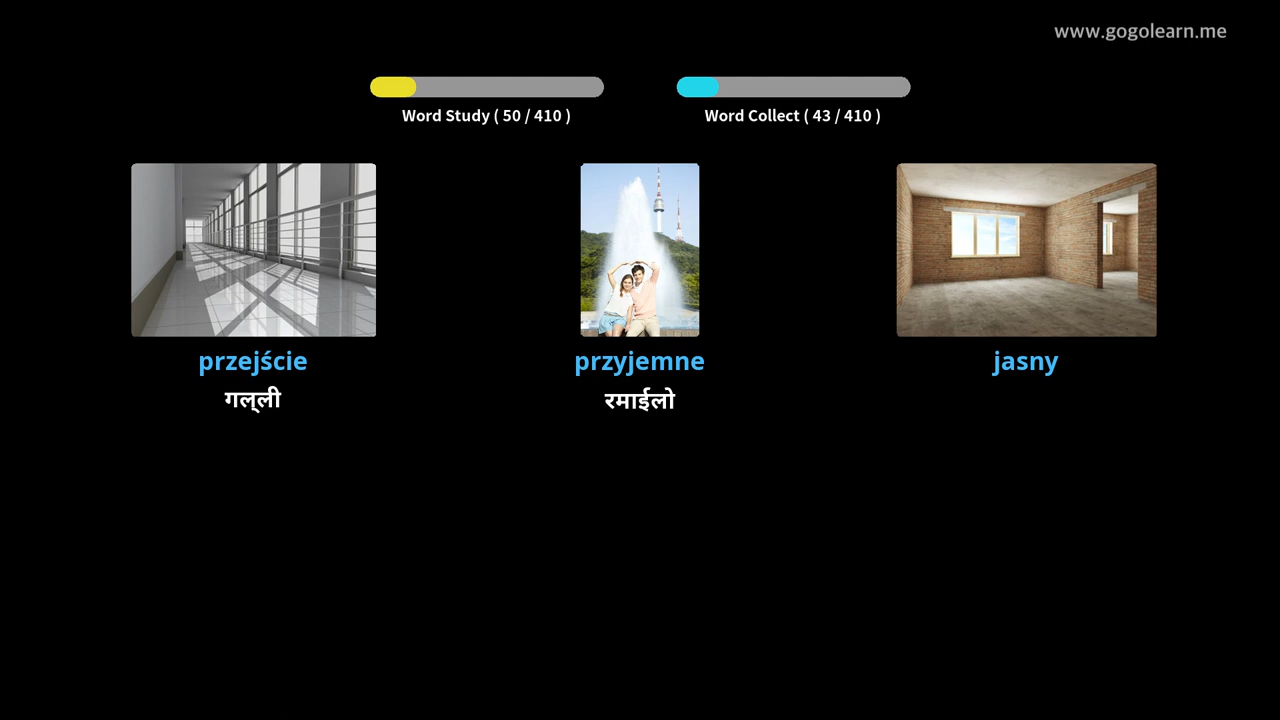 www.gogolearn.me
Word Study ( 50 / 410 )
Word Collect ( 43 / 410 )
przejście
गल्‌ली
przyjemne
रमाईलो
jasny